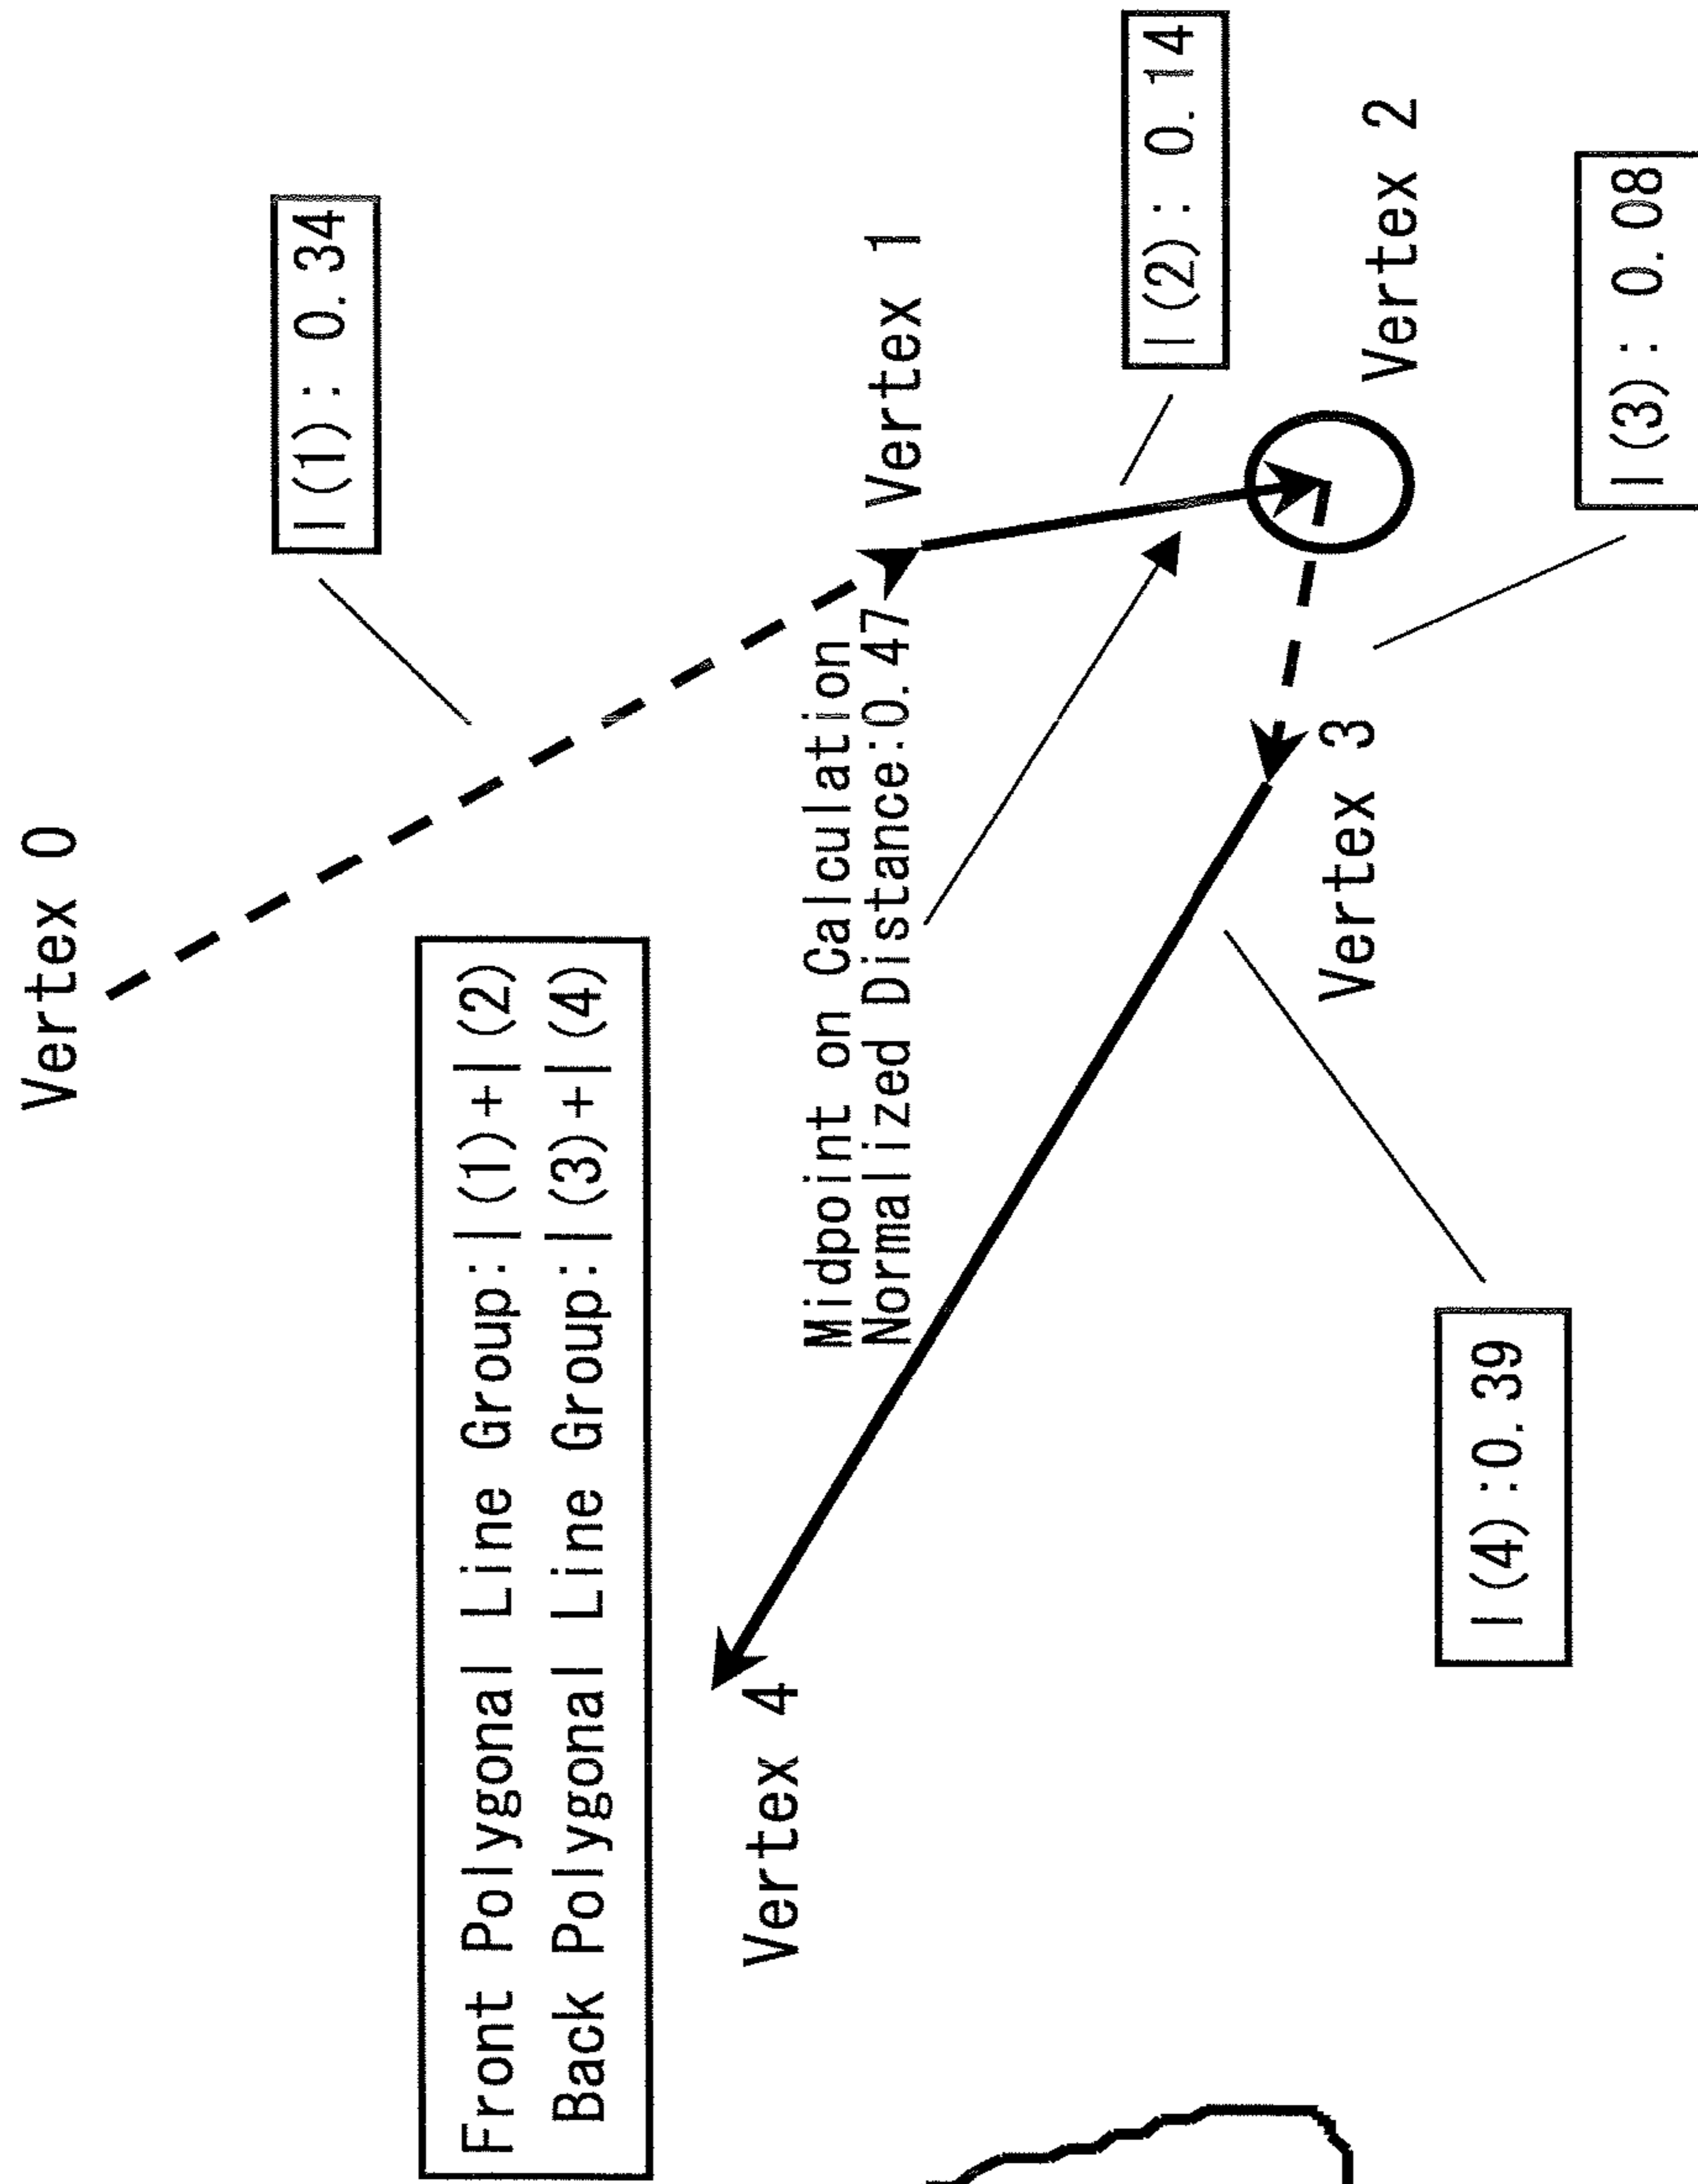 Vertex 0
l(1): 0.34
Front Polygonal Line Group:l(1)+l(2)
Back Polygonal Line Group:l(3)+l(4)
Midpoint on Calculation
Normalized Distance:0.47
Vertex 1
l(2): 0.14
Vertex 2
l(3): 0.08
Vertex 3
Vertex 4
l(4):0.39